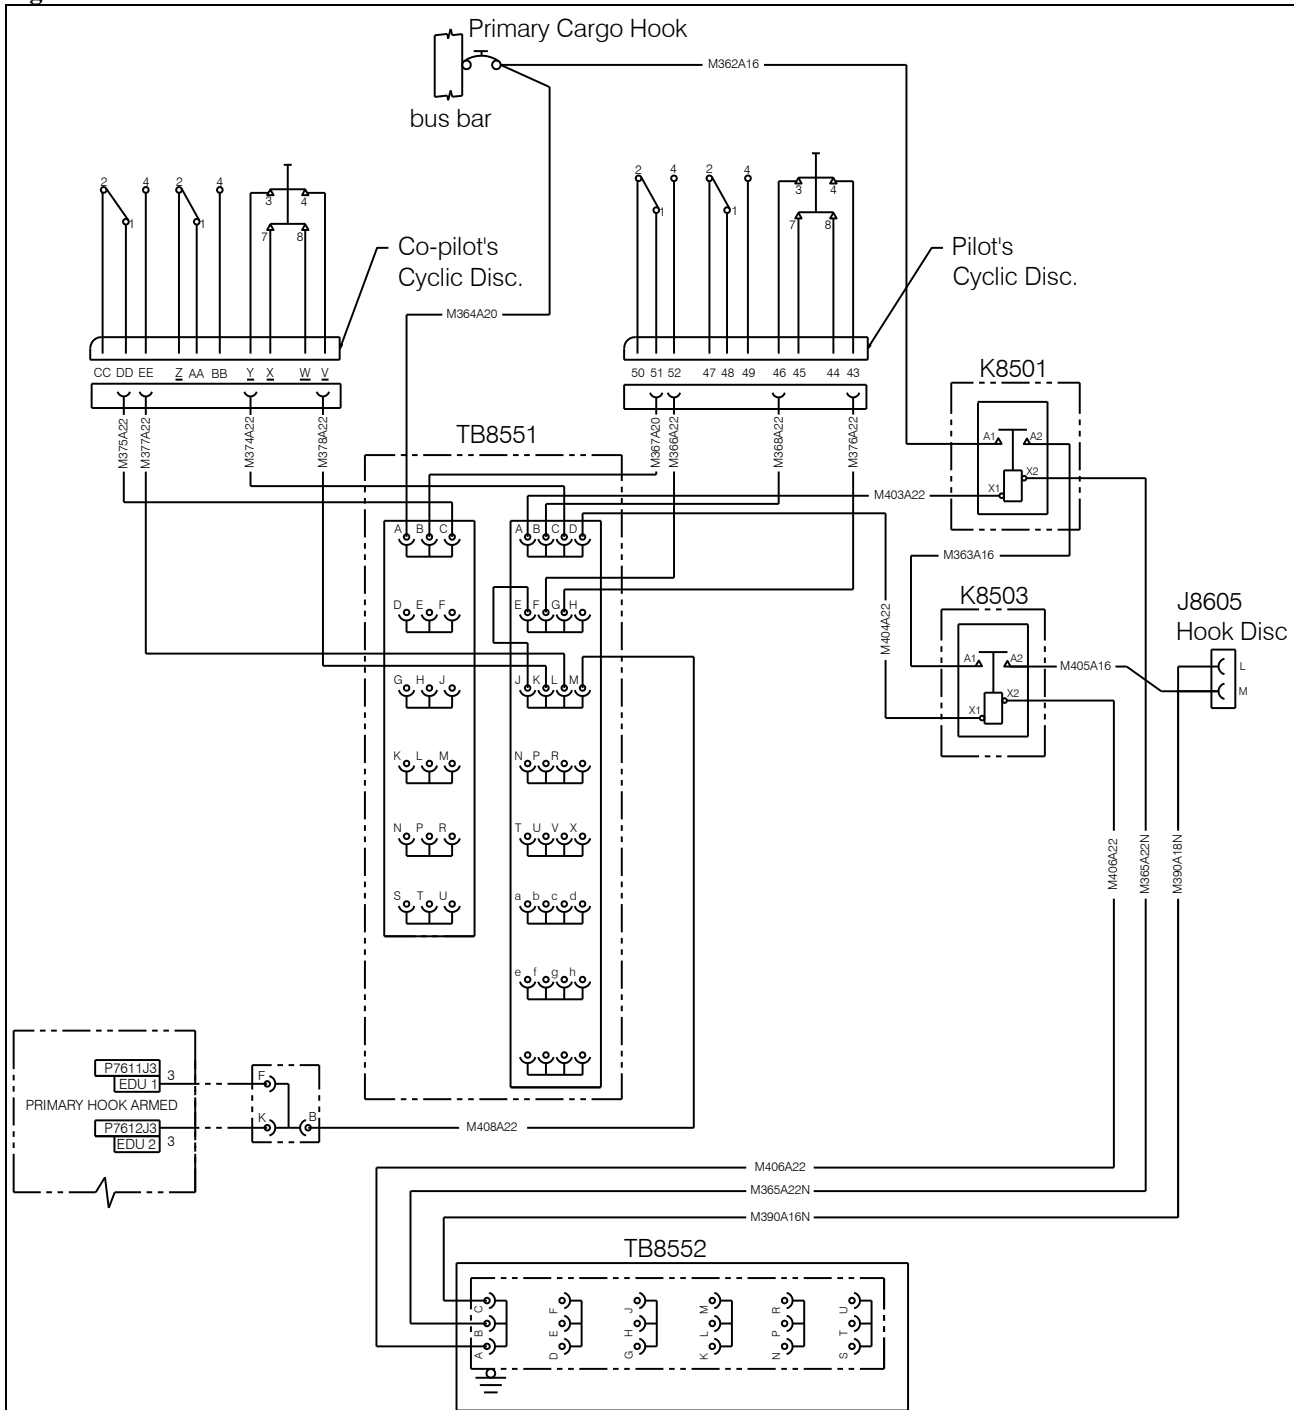 Primary Cargo Hook
M362A16
bus bar
2 4 2 4
1 1
3 4
7 8
2 4 2 4
1 1
3 4
7 8
Co-pilot's
Cyclic Disc.
Pilot's
Cyclic Disc.
M364A20
CC DD EE Z AA BB Y X W V
50 51 52 47 48 49 46 45 44 43
K8501
M375A22
M377A22
M374A22
M378A22
TB8551
M367A20
M366A22
M368A22
M376A22
A1 A2
X2
X1
M403A22
A B C
A B C D
M363A16
K8503
J8605
Hook Disc
D E F
E F G H
M404A22
A1 A2
M405A16
L
M
X2
X1
G H J
J K L M
K L M
N P R
N P R
T U V X
M406A22
M365A22N
M390A18N
S T U
a b c d
e f g h
P7611J3
3
EDU 1
PRIMARY HOOK ARMED
P7612J3
3
EDU 2
F
K
B
M408A22
M406A22
M365A22N
M390A16N
TB8552
C F J M R U
B E H L P T
A D G K N S